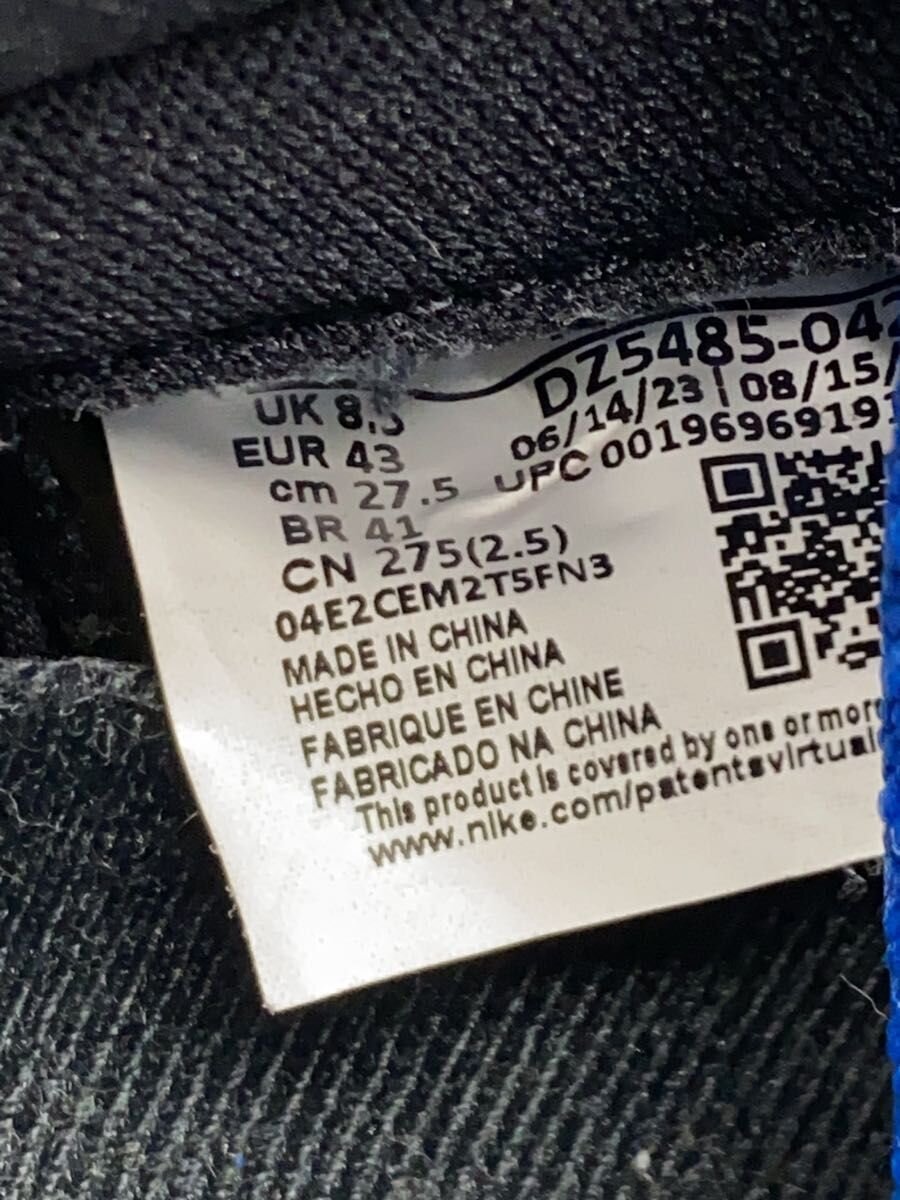 DZ5485-042
06/14/23 08/15/
UPC 0019696919
UK 8.5
EUR 43
cm 27.5
BR 41
CN 275(2.5)
04E2CEM2T5FN3
MADE IN CHINA
HECHO EN CHINA
FABRIQUE EN CHINE
FABRICADO NA CHINA
This product is covered by one or more
www.nike.com/patentsvirtual